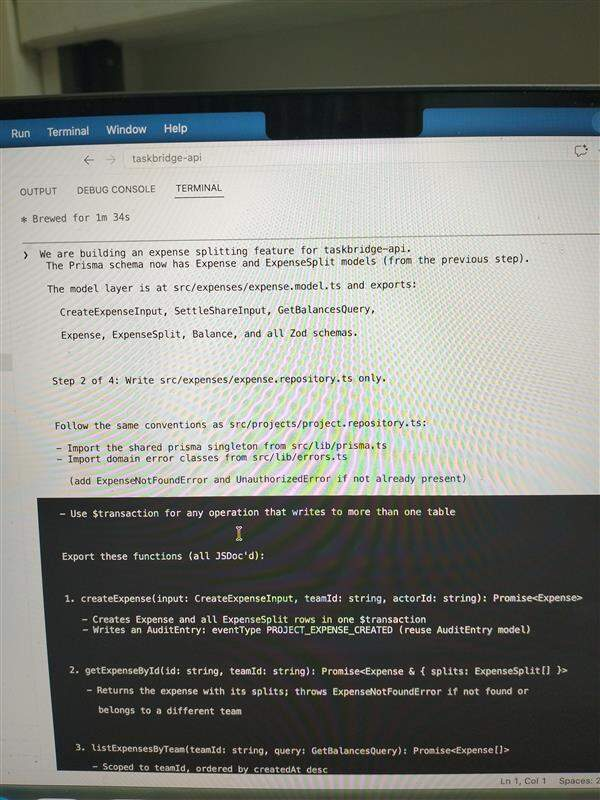 Run Terminal Window Help
← → taskbridge-api
OUTPUT DEBUG CONSOLE TERMINAL
* Brewed for 1m 34s
❯ We are building an expense splitting feature for taskbridge-api.
The Prisma schema now has Expense and ExpenseSplit models (from the previous step).
The model layer is at src/expenses/expense.model.ts and exports:
CreateExpenseInput, SettleShareInput, GetBalancesQuery,
Expense, ExpenseSplit, Balance, and all Zod schemas.
Step 2 of 4: Write src/expenses/expense.repository.ts only.
Follow the same conventions as src/projects/project.repository.ts:
– Import the shared prisma singleton from src/lib/prisma.ts
– Import domain error classes from src/lib/errors.ts
(add ExpenseNotFoundError and UnauthorizedError if not already present)
– Use $transaction for any operation that writes to more than one table
Export these functions (all JSDoc'd):
1. createExpense(input: CreateExpenseInput, teamId: string, actorId: string): Promise<Expense>
– Creates Expense and all ExpenseSplit rows in one $transaction
– Writes an AuditEntry: eventType PROJECT_EXPENSE_CREATED (reuse AuditEntry model)
2. getExpenseById(id: string, teamId: string): Promise<Expense & { splits: ExpenseSplit[] }>
– Returns the expense with its splits; throws ExpenseNotFoundError if not found or
belongs to a different team
3. listExpensesByTeam(teamId: string, query: GetBalancesQuery): Promise<Expense[]>
– Scoped to teamId, ordered by createdAt desc
Ln 1, Col 1 Spaces: 2